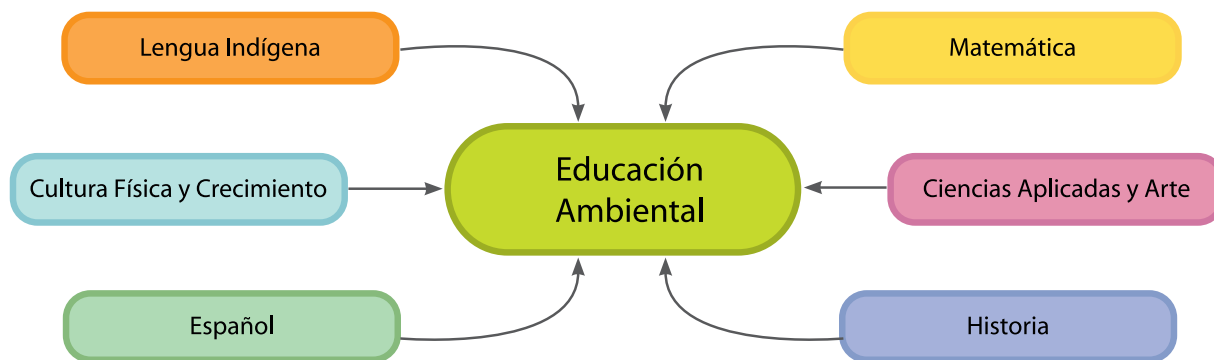 Lengua Indígena
Matemática
Cultura Física y Crecimiento
Educación
Ambiental
Ciencias Aplicadas y Arte
Español
Historia